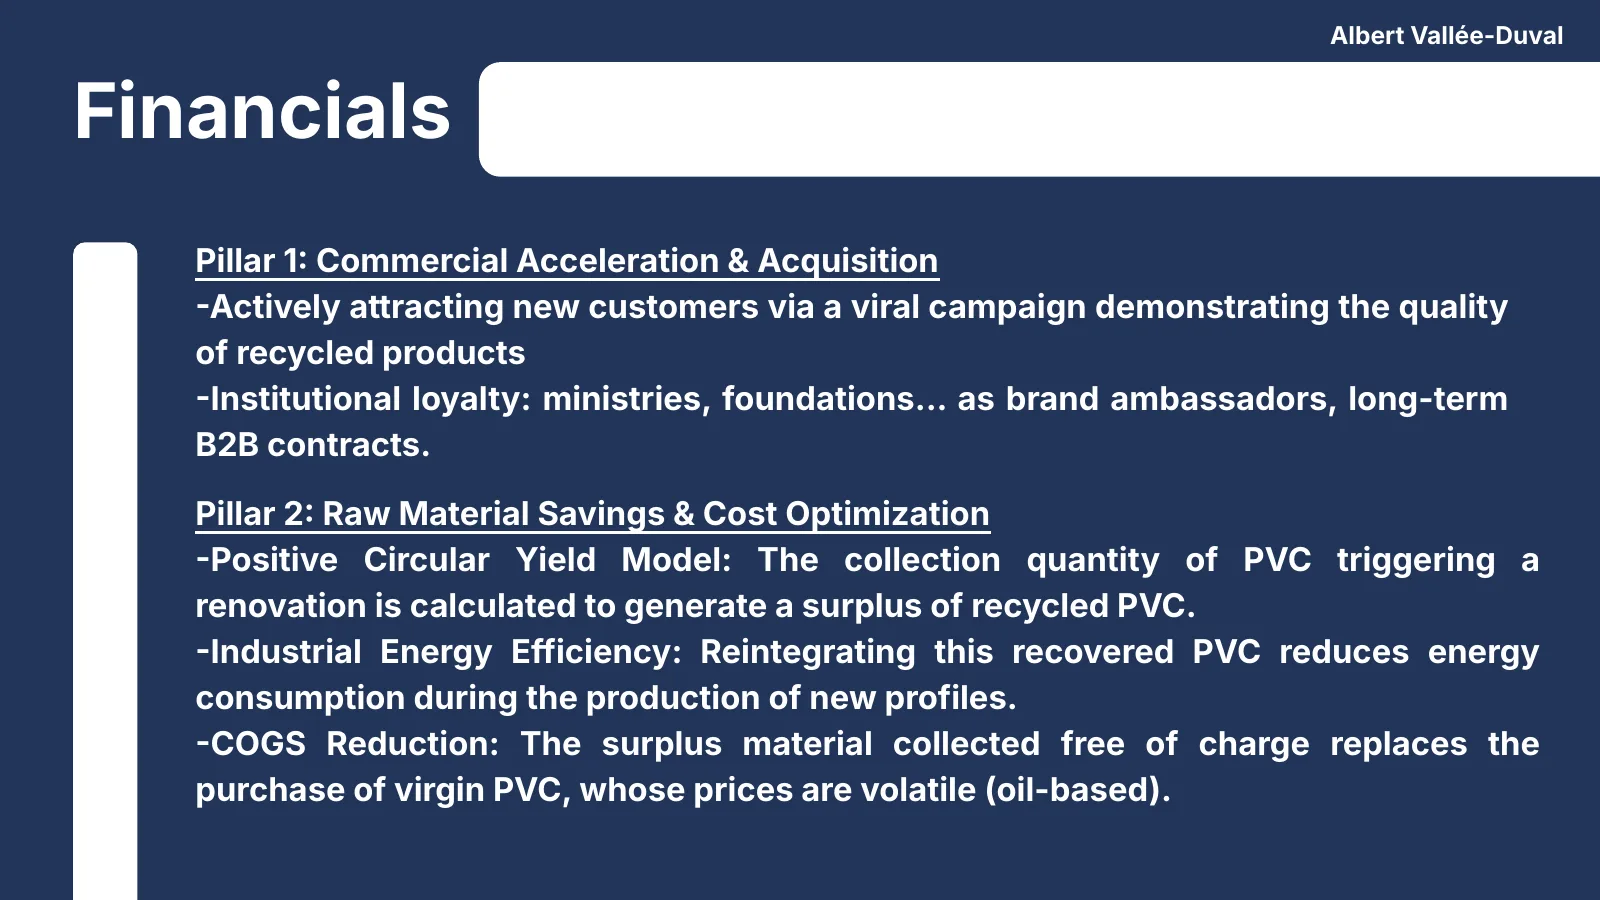 Albert Vallée-Duval
Financials
Pillar 1: Commercial Acceleration & Acquisition
-Actively attracting new customers via a viral campaign demonstrating the quality
of recycled products
-Institutional loyalty: ministries, foundations... as brand ambassadors, long-term
B2B contracts.
Pillar 2: Raw Material Savings & Cost Optimization
-Positive Circular Yield Model: The collection quantity of PVC triggering a
renovation is calculated to generate a surplus of recycled PVC.
-Industrial Energy Efficiency: Reintegrating this recovered PVC reduces energy
consumption during the production of new profiles.
-COGS Reduction: The surplus material collected free of charge replaces the
purchase of virgin PVC, whose prices are volatile (oil-based).